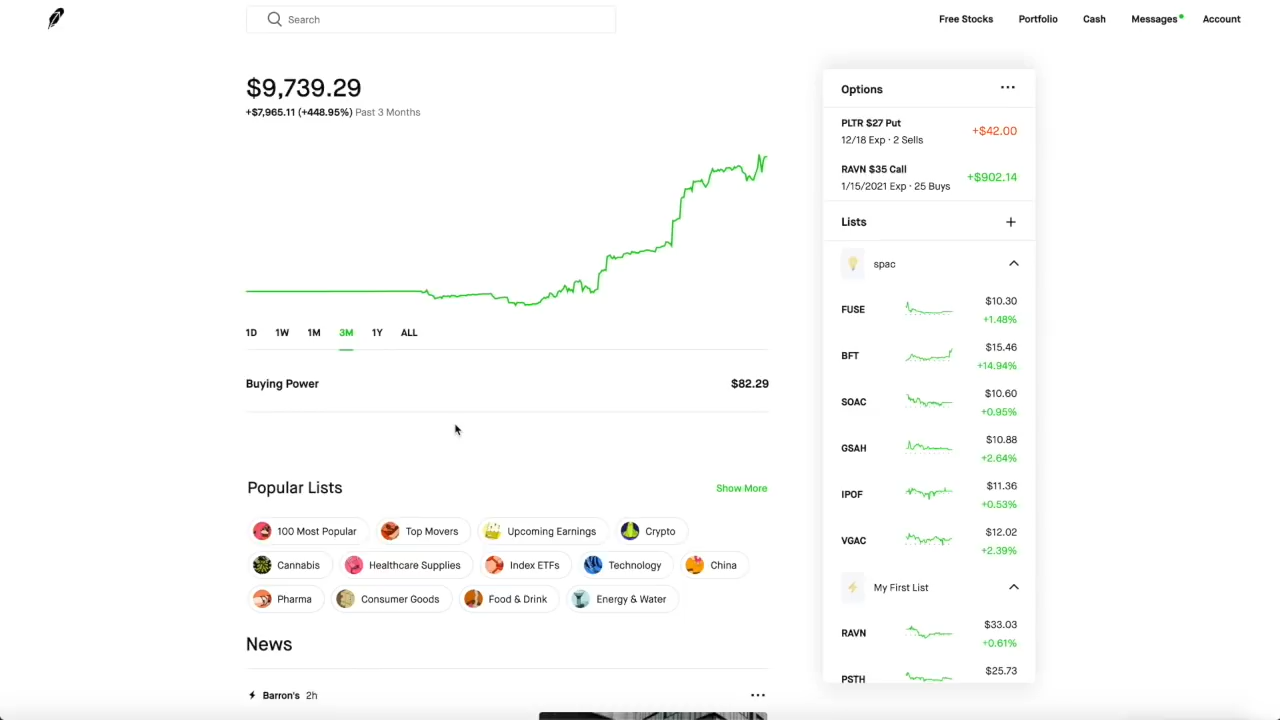 Search
Free Stocks Portfolio Cash Messages Account
$9,739.29
+$7,965.11 (+448.95%) Past 3 Months
1D 1W 1M 3M 1Y ALL
Buying Power $82.29
Popular Lists Show More
100 Most Popular Top Movers Upcoming Earnings Crypto
Cannabis Healthcare Supplies Index ETFs Technology China
Pharma Consumer Goods Food & Drink Energy & Water
News
Barron's 2h
Options
PLTR $27 Put
12/18 Exp · 2 Sells
+$42.00
RAVN $35 Call
1/15/2021 Exp · 25 Buys
+$902.14
Lists
spac
FUSE
$10.30
+1.48%
BFT
$15.46
+14.94%
SOAC
$10.60
+0.95%
GSAH
$10.88
+2.64%
IPOF
$11.36
+0.53%
VGAC
$12.02
+2.39%
My First List
RAVN
$33.03
+0.61%
PSTH
$25.73